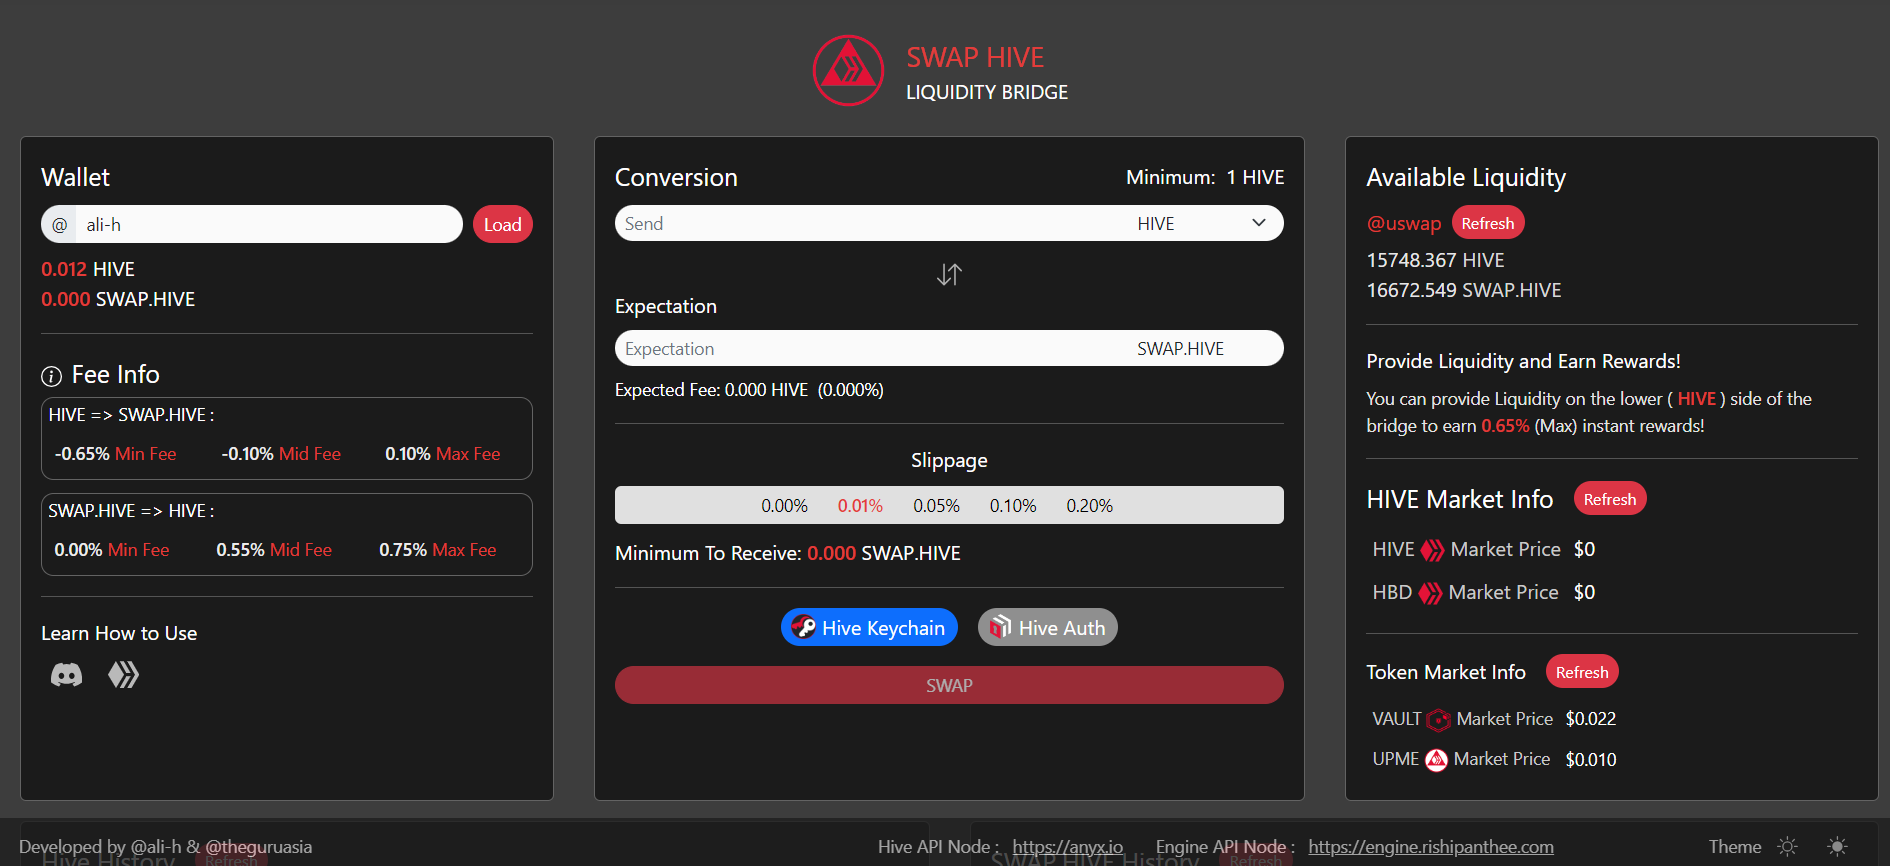 SWAP HIVE
LIQUIDITY BRIDGE
Wallet
@ ali-h Load
0.012 HIVE
0.000 SWAP.HIVE
Fee Info
HIVE => SWAP.HIVE :
-0.65% Min Fee -0.10% Mid Fee 0.10% Max Fee
SWAP.HIVE => HIVE :
0.00% Min Fee 0.55% Mid Fee 0.75% Max Fee
Learn How to Use
Conversion Minimum: 1 HIVE
Send HIVE
Expectation
Expectation SWAP.HIVE
Expected Fee: 0.000 HIVE (0.000%)
Slippage
0.00% 0.01% 0.05% 0.10% 0.20%
Minimum To Receive: 0.000 SWAP.HIVE
Hive Keychain Hive Auth
SWAP
Available Liquidity
@uswap Refresh
15748.367 HIVE
16672.549 SWAP.HIVE
Provide Liquidity and Earn Rewards!
You can provide Liquidity on the lower ( HIVE ) side of the
bridge to earn 0.65% (Max) instant rewards!
HIVE Market Info Refresh
HIVE Market Price $0
HBD Market Price $0
Token Market Info Refresh
VAULT Market Price $0.022
UPME Market Price $0.010
Developed by @ali-h & @theguruasia Hive API Node : https://anyx.io Engine API Node : https://engine.rishipanthee.com Theme
Hive History Refresh SWAP.HIVE History Refresh